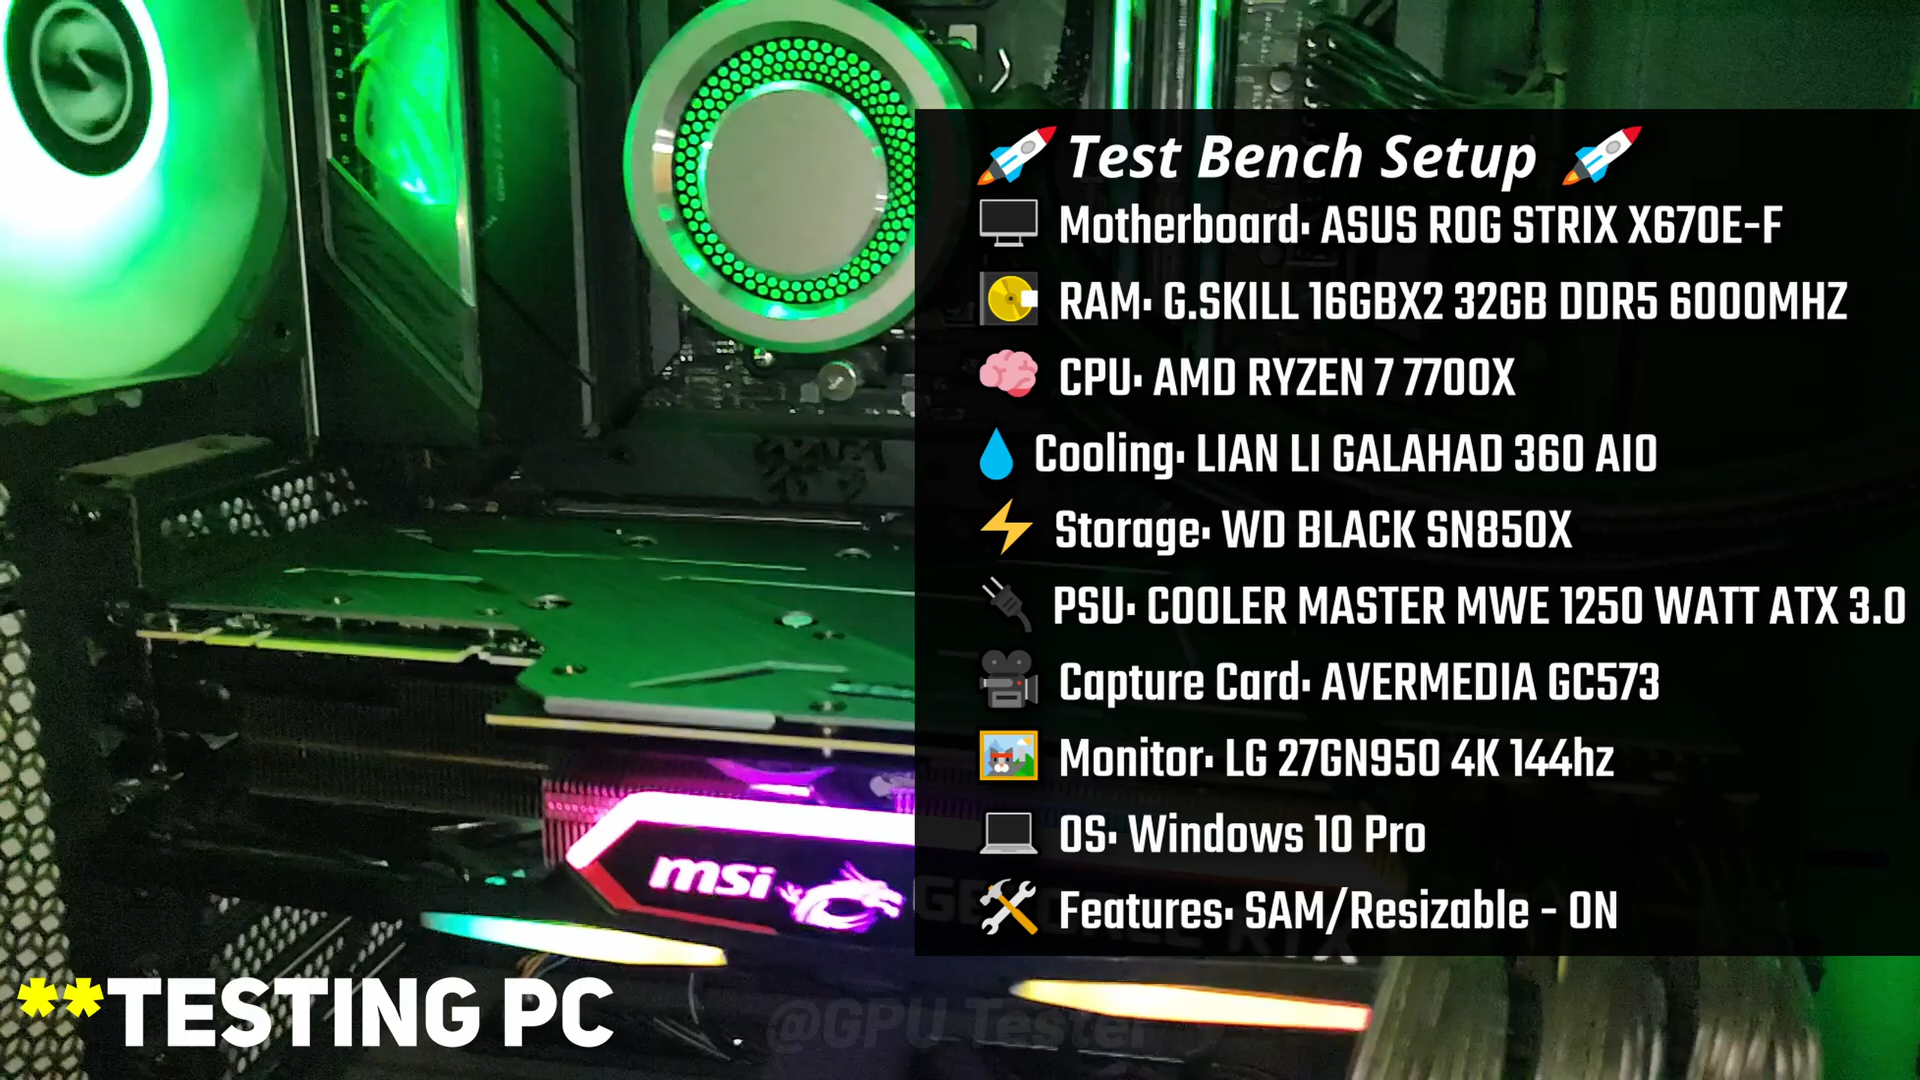 Test Bench Setup
Motherboard: ASUS ROG STRIX X670E-F
RAM: G.SKILL 16GBX2 32GB DDR5 6000MHZ
CPU: AMD RYZEN 7 7700X
Cooling: LIAN LI GALAHAD 360 AIO
Storage: WD BLACK SN850X
PSU: COOLER MASTER MWE 1250 WATT ATX 3.0
Capture Card: AVERMEDIA GC573
Monitor: LG 27GN950 4K 144hz
OS: Windows 10 Pro
Features: SAM/Resizable - ON
msi
GEFORCE RTX
**TESTING PC
@GPU Tester